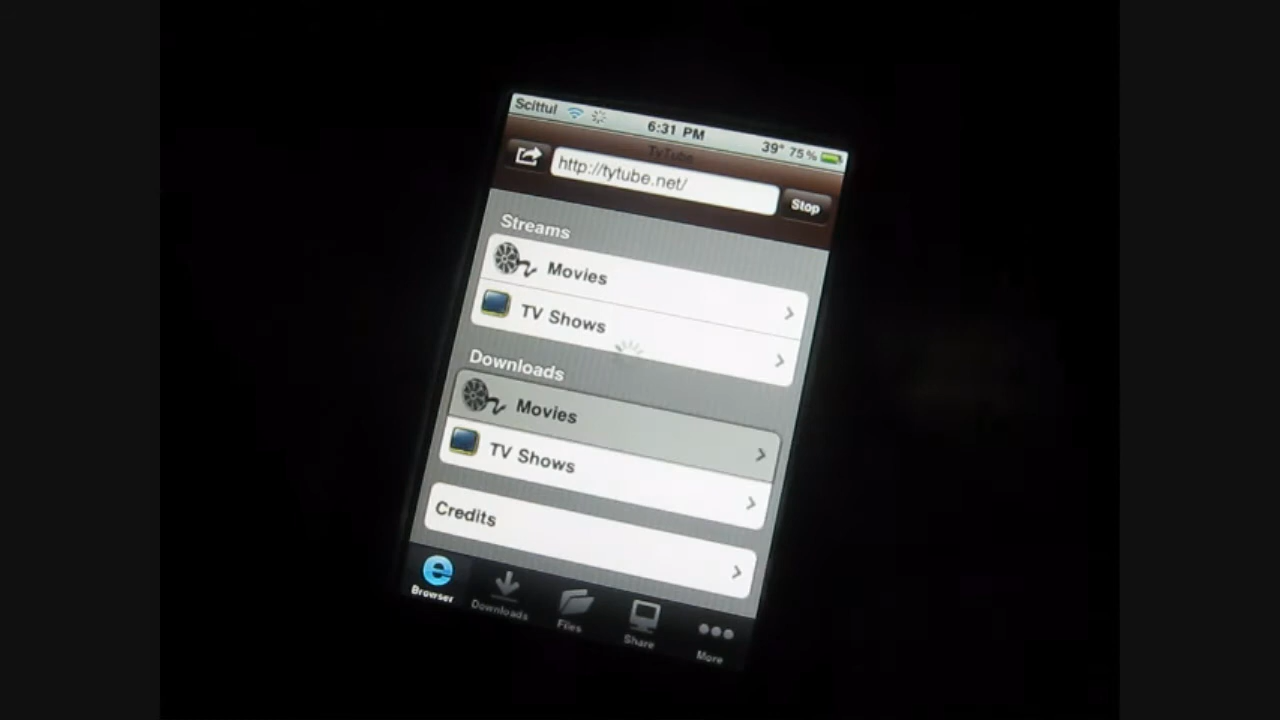 Scittul 6:31 PM 39° 75%
TyTube
http://tytube.net/ Stop
Streams
Movies
TV Shows
Downloads
Movies
TV Shows
Credits
Browser Downloads Files Share More